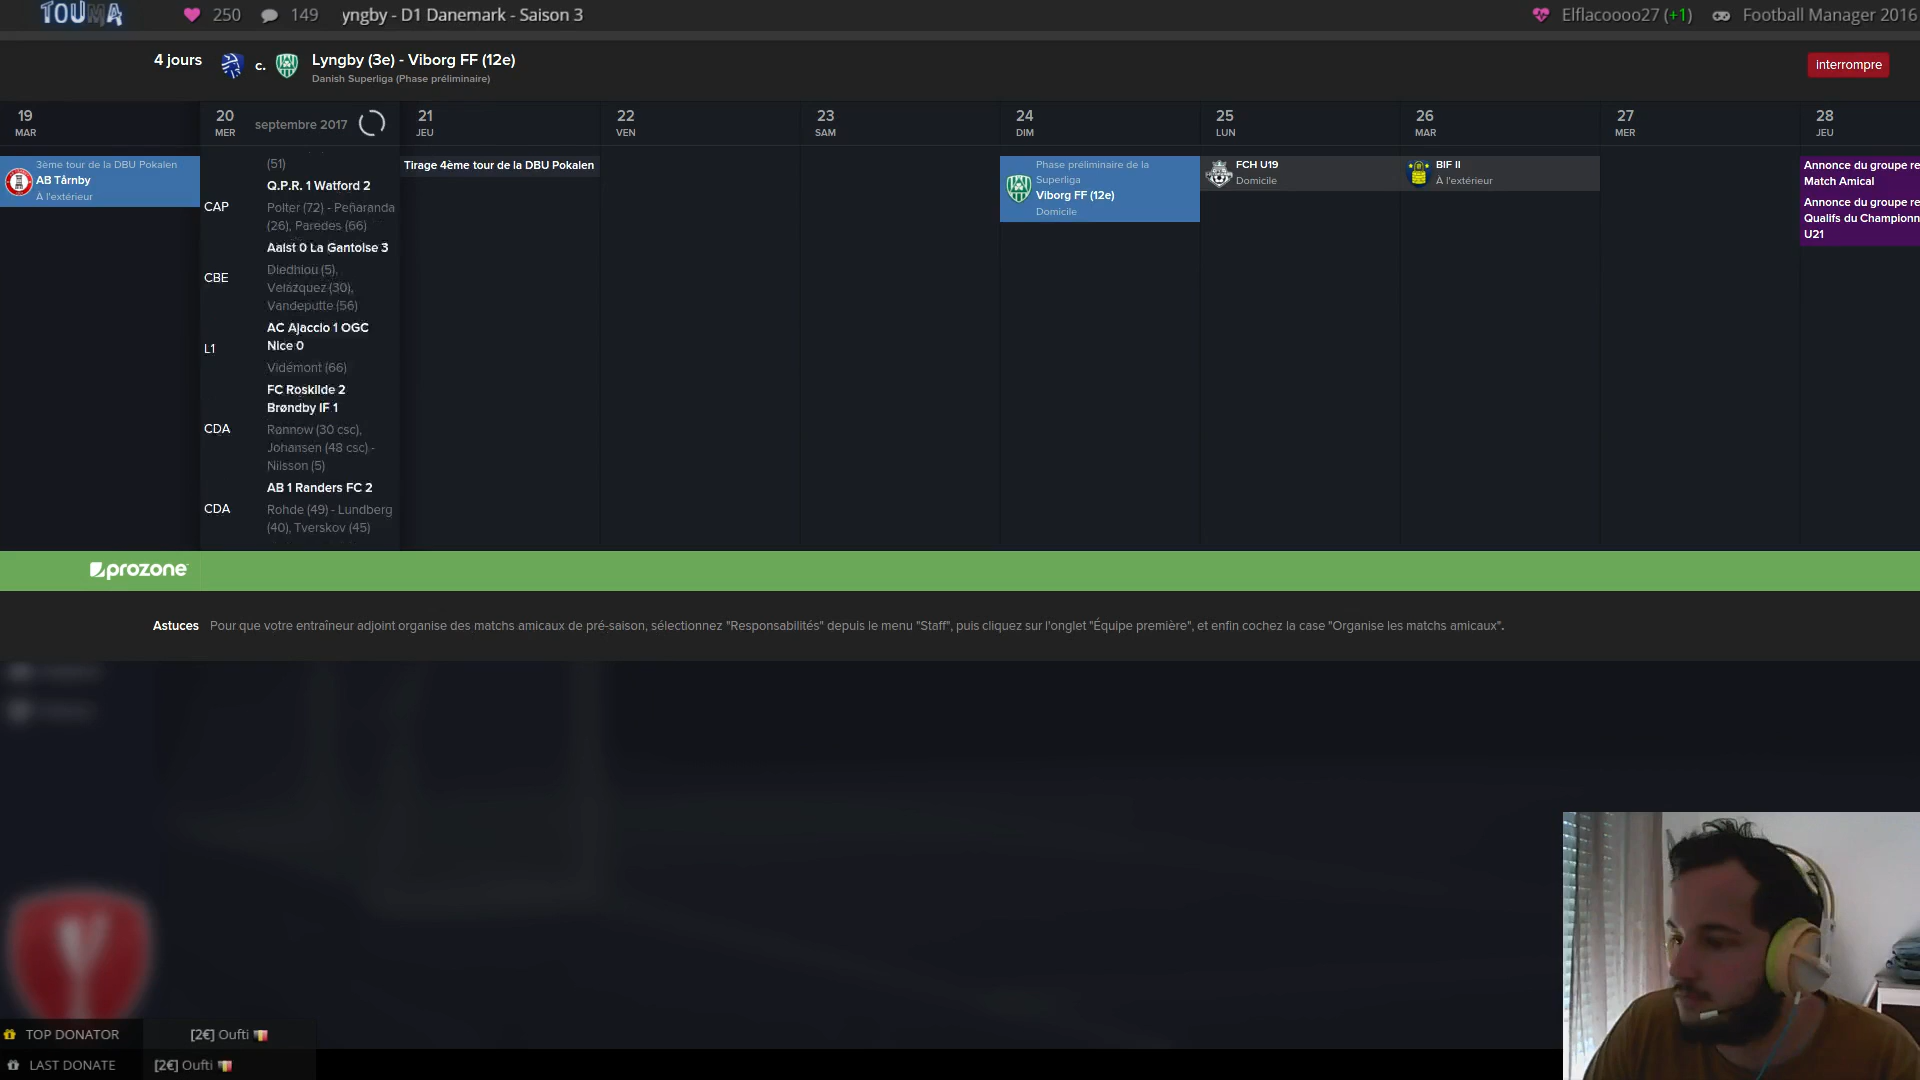 TOUMA
250
149
yngby - D1 Danemark - Saison 3
Elflacoooo27 (+1)
Football Manager 2016
4 jours
c.
Lyngby (3e) - Viborg FF (12e)
Danish Superliga (Phase préliminaire)
interrompre
19
MAR
20
MER
septembre 2017
21
JEU
22
VEN
23
SAM
24
DIM
25
LUN
26
MAR
27
MER
28
JEU
3ème tour de la DBU Pokalen
AB Tårnby
À l'extérieur
(51)
CAP
Q.P.R. 1 Watford 2
Polter (72) - Peñaranda
(26), Paredes (66)
CBE
Aalst 0 La Gantoise 3
Diedhiou (5),
Velázquez (30),
Vandeputte (56)
L1
AC Ajaccio 1 OGC
Nice 0
Vidémont (66)
CDA
FC Roskilde 2
Brøndby IF 1
Rønnow (30 csc),
Johansen (48 csc) -
Nilsson (5)
CDA
AB 1 Randers FC 2
Rohde (49) - Lundberg
(40), Tverskov (45)
Tirage 4ème tour de la DBU Pokalen
Phase préliminaire de la
Superliga
Viborg FF (12e)
Domicile
FCH U19
Domicile
BIF II
À l'extérieur
Annonce du groupe re
Match Amical
Annonce du groupe re
Qualifs du Championn
U21
prozone
Astuces Pour que votre entraîneur adjoint organise des matchs amicaux de pré-saison, sélectionnez "Responsabilités" depuis le menu "Staff", puis cliquez sur l'onglet "Équipe première", et enfin cochez la case "Organise les matchs amicaux".
TOP DONATOR
[2€] Oufti
LAST DONATE
[2€] Oufti